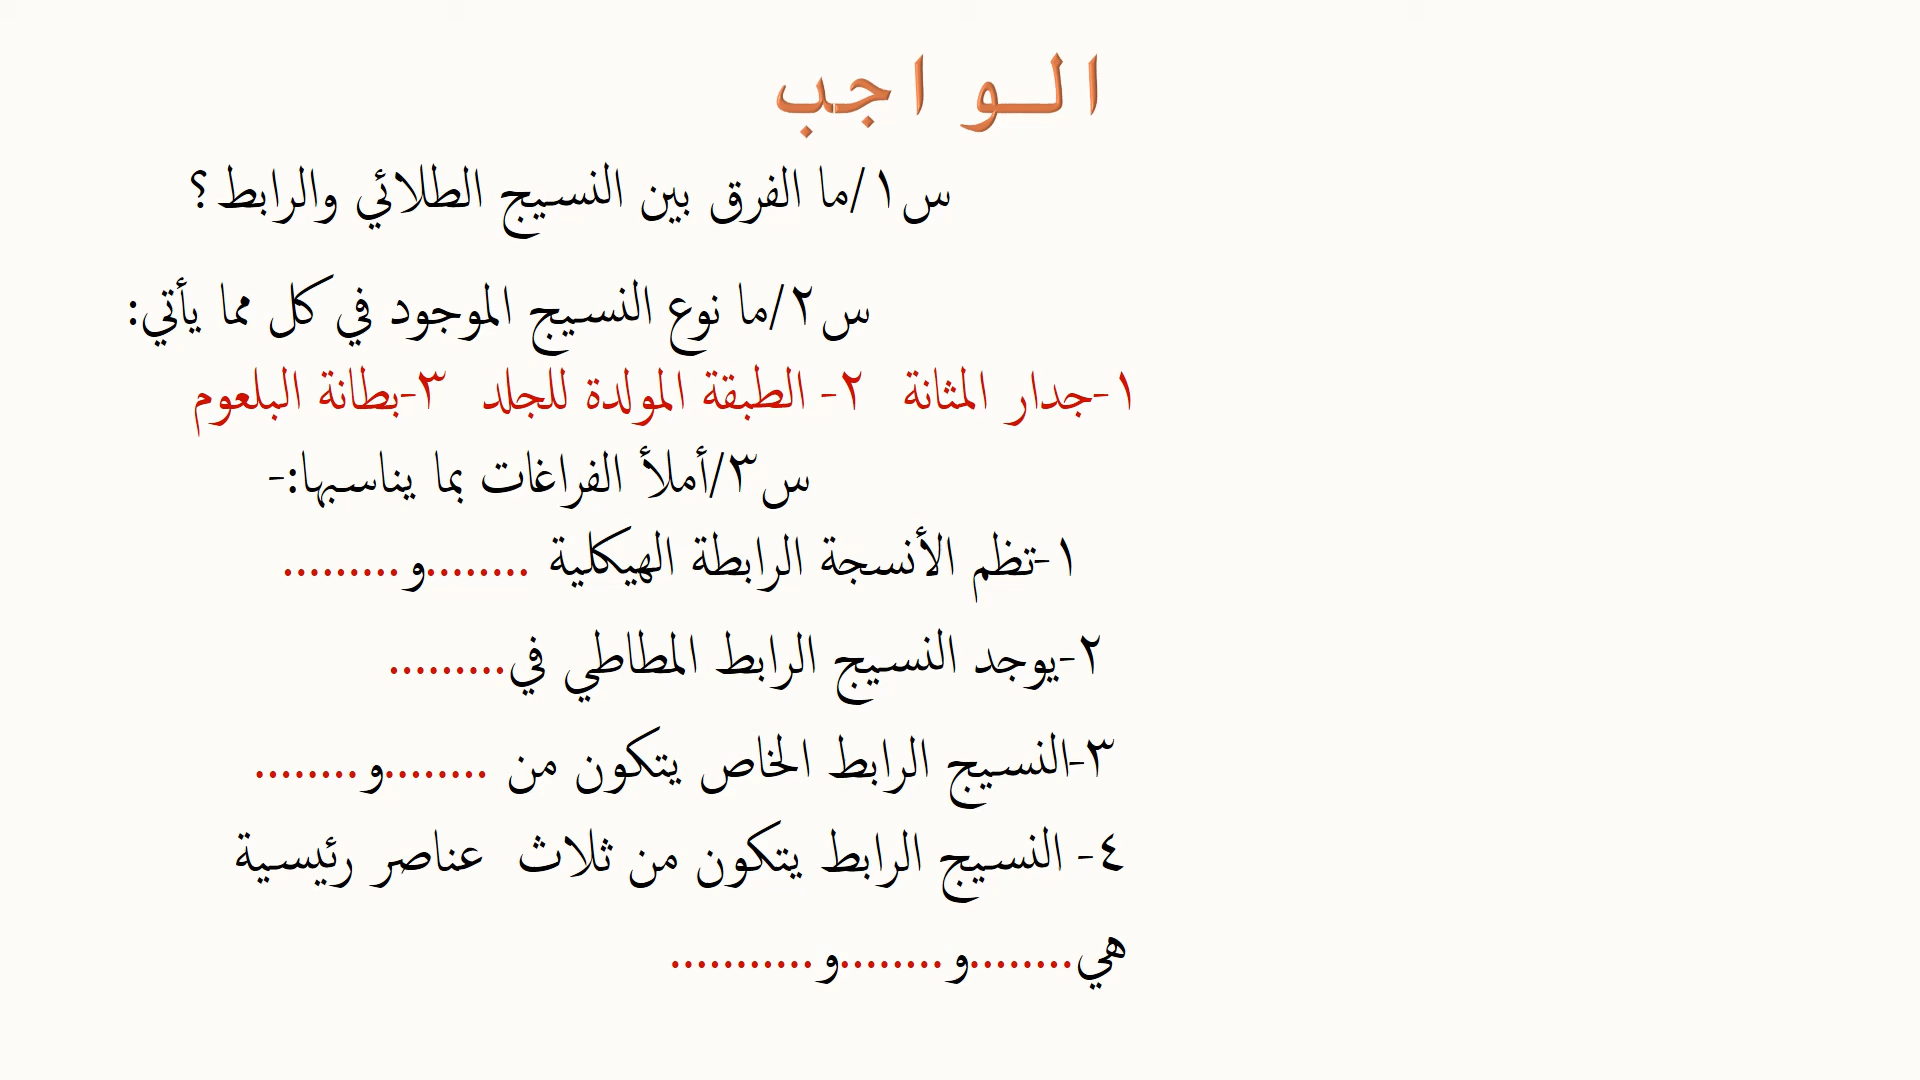 الواجب
س١/ما الفرق بين النسيج الطلائي والرابط؟
س٢/ما نوع النسيج الموجود في كل مما يأتي:
١-جدار المثانة ٢- الطبقة المولدة للجلد ٣-بطانة البلعوم
س٣/أملأ الفراغات بما يناسبها:-
١-تظم الأنسجة الرابطة الهيكلية ........و.........
٢-يوجد النسيج الرابط المطاطي في.........
٣-النسيج الرابط الخاص يتكون من ........و........
٤- النسيج الرابط يتكون من ثلاث عناصر رئيسية
هي........و........و...........